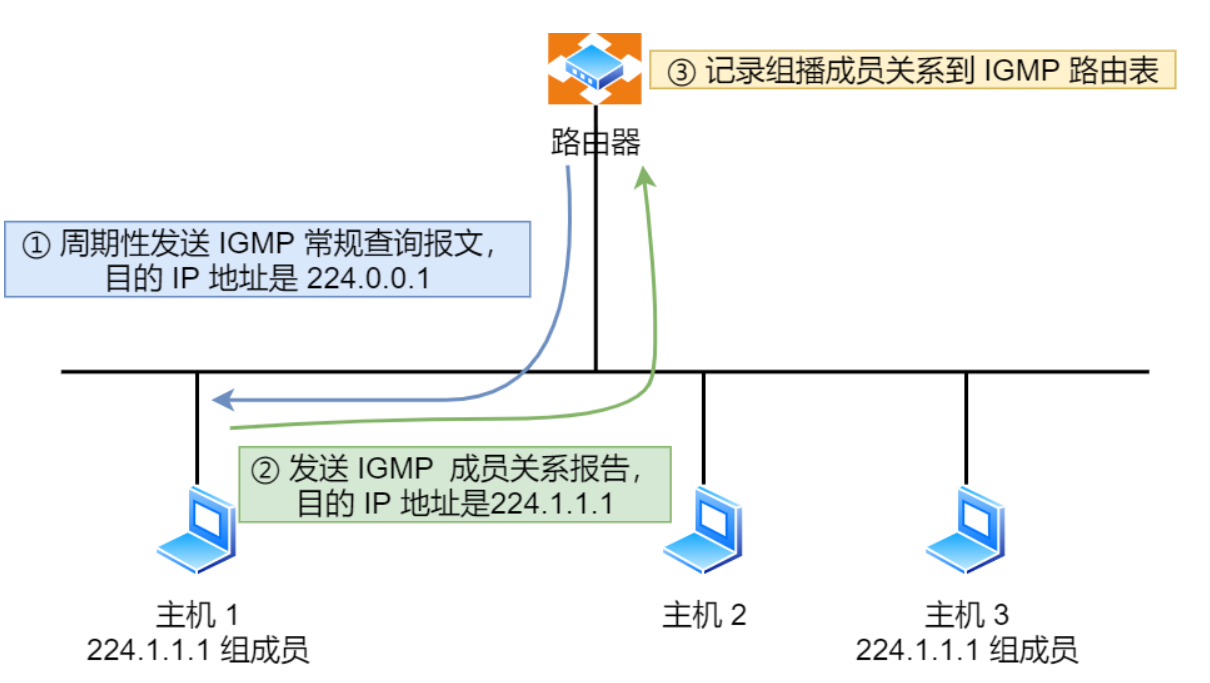 ③ 记录组播成员关系到 IGMP 路由表
路由器
① 周期性发送 IGMP 常规查询报文，
目的 IP 地址是 224.0.0.1
② 发送 IGMP 成员关系报告，
目的 IP 地址是224.1.1.1
主机 1
224.1.1.1 组成员
主机 2
主机 3
224.1.1.1 组成员